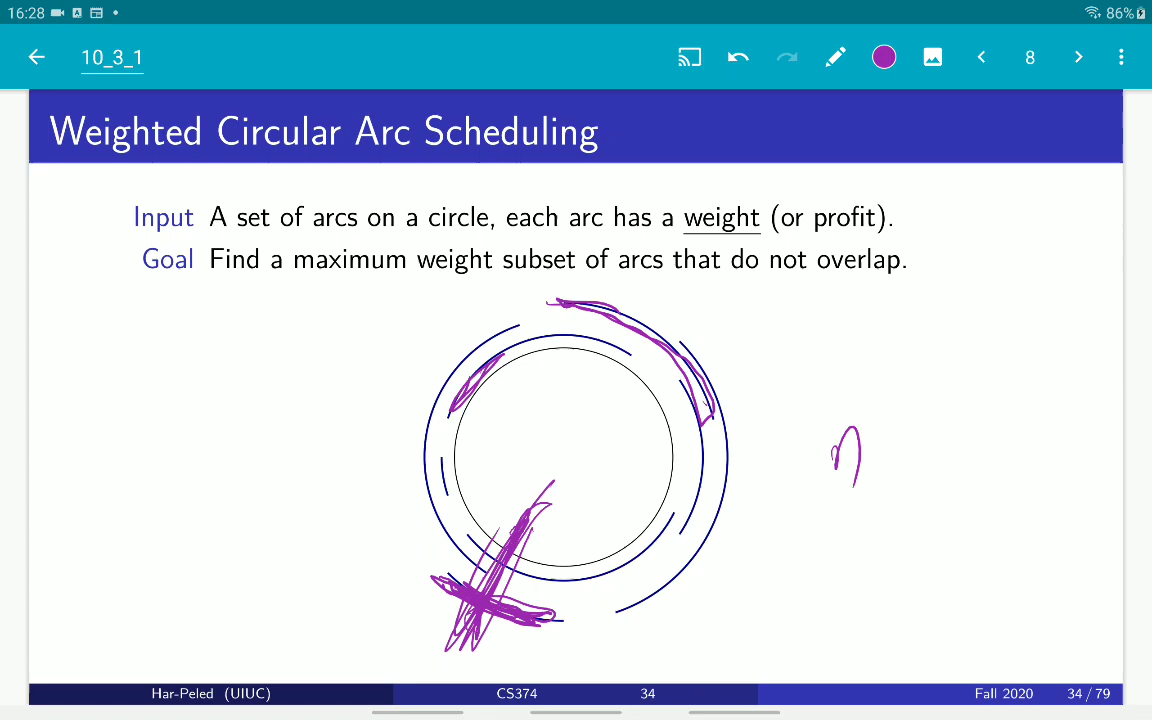 16:28 86%
10_3_1 8
Weighted Circular Arc Scheduling
Input A set of arcs on a circle, each arc has a weight (or profit).
Goal Find a maximum weight subset of arcs that do not overlap.
n
Har-Peled (UIUC) CS374 34 Fall 2020 34 / 79